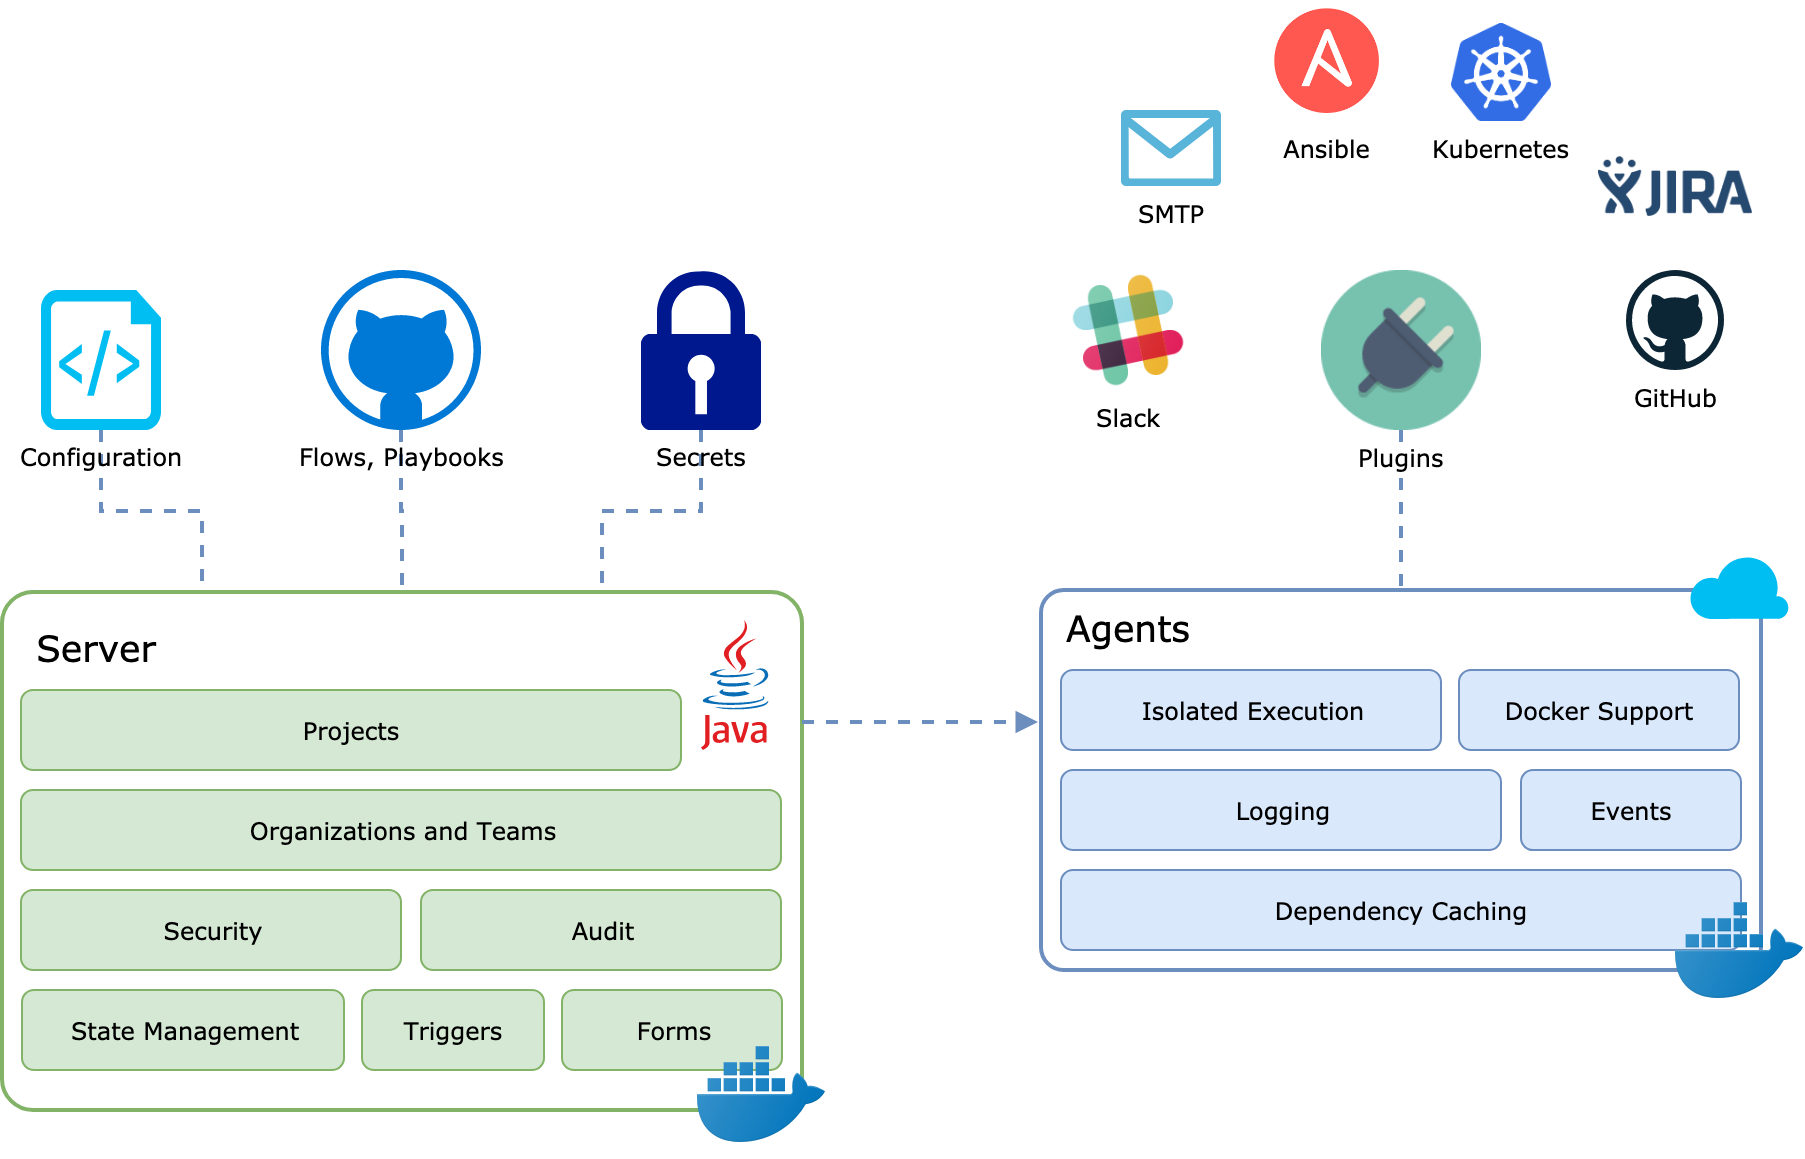 Ansible
Kubernetes
SMTP
JIRA
Slack
GitHub
</>
Configuration
Flows, Playbooks
Secrets
Plugins
Server
Java
Projects
Organizations and Teams
Security
Audit
State Management
Triggers
Forms
Agents
Isolated Execution
Docker Support
Logging
Events
Dependency Caching